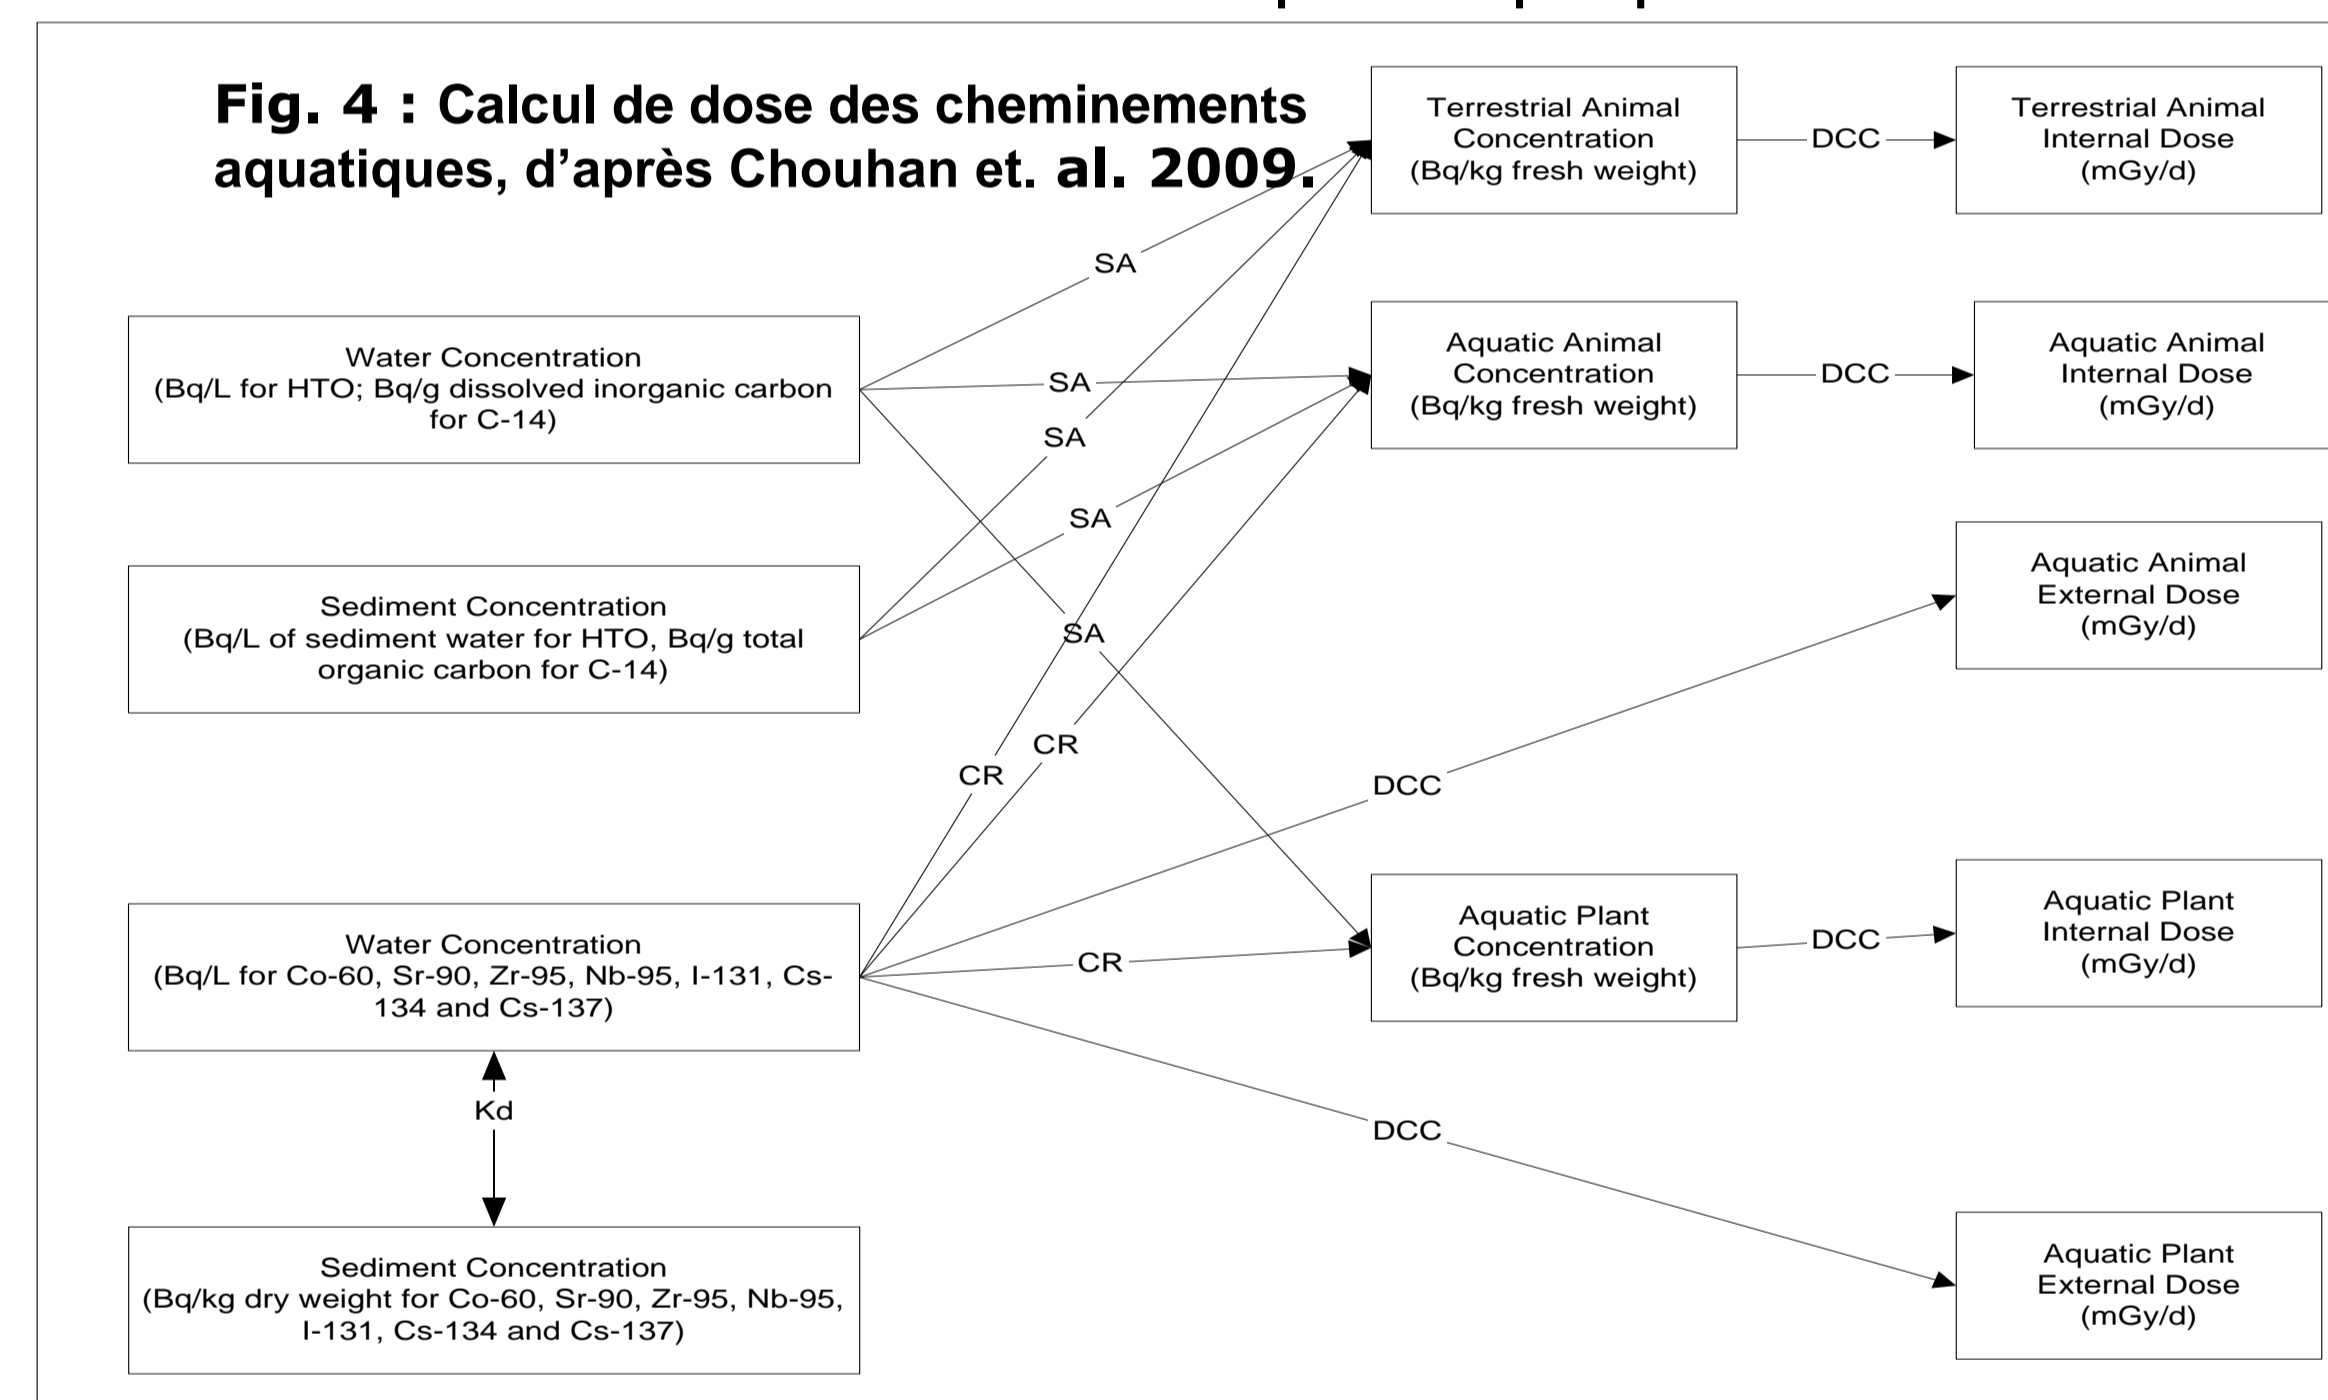 Fig. 4 : Calcul de dose des cheminements
aquatiques, d’après Chouhan et. al. 2009.
Terrestrial Animal
Concentration
(Bq/kg fresh weight)
DCC
Terrestrial Animal
Internal Dose
(mGy/d)
SA
Water Concentration
(Bq/L for HTO; Bq/g dissolved inorganic carbon
for C-14)
SA
Aquatic Animal
Concentration
(Bq/kg fresh weight)
DCC
Aquatic Animal
Internal Dose
(mGy/d)
SA
SA
Sediment Concentration
(Bq/L of sediment water for HTO, Bq/g total
organic carbon for C-14)
SA
Aquatic Animal
External Dose
(mGy/d)
CR
CR
DCC
Water Concentration
(Bq/L for Co-60, Sr-90, Zr-95, Nb-95, I-131, Cs-
134 and Cs-137)
CR
Aquatic Plant
Concentration
(Bq/kg fresh weight)
DCC
Aquatic Plant
Internal Dose
(mGy/d)
Kd
DCC
Sediment Concentration
(Bq/kg dry weight for Co-60, Sr-90, Zr-95, Nb-95,
I-131, Cs-134 and Cs-137)
Aquatic Plant
External Dose
(mGy/d)